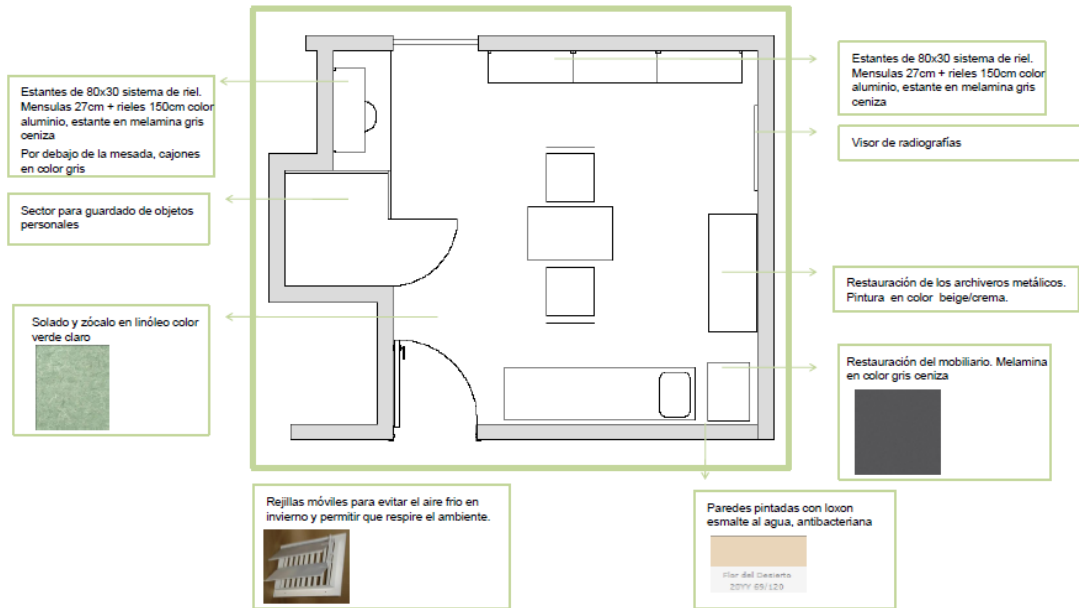 Estantes de 80x30 sistema de riel.
Mensulas 27cm + rieles 150cm color
aluminio, estante en melamina gris
ceniza
Por debajo de la mesada, cajones
en color gris
Sector para guardado de objetos
personales
Solado y zócalo en linóleo color
verde claro
Estantes de 80x30 sistema de riel.
Mensulas 27cm + rieles 150cm color
aluminio, estante en melamina gris
ceniza
Visor de radiografías
Restauración de los archiveros metálicos.
Pintura en color beige/crema.
Restauración del mobiliario. Melamina
en color gris ceniza
Rejillas móviles para evitar el aire frio en
invierno y permitir que respire el ambiente.
Paredes pintadas con loxon
esmalte al agua, antibacteriana
Flor del Desierto
20YY 69/120